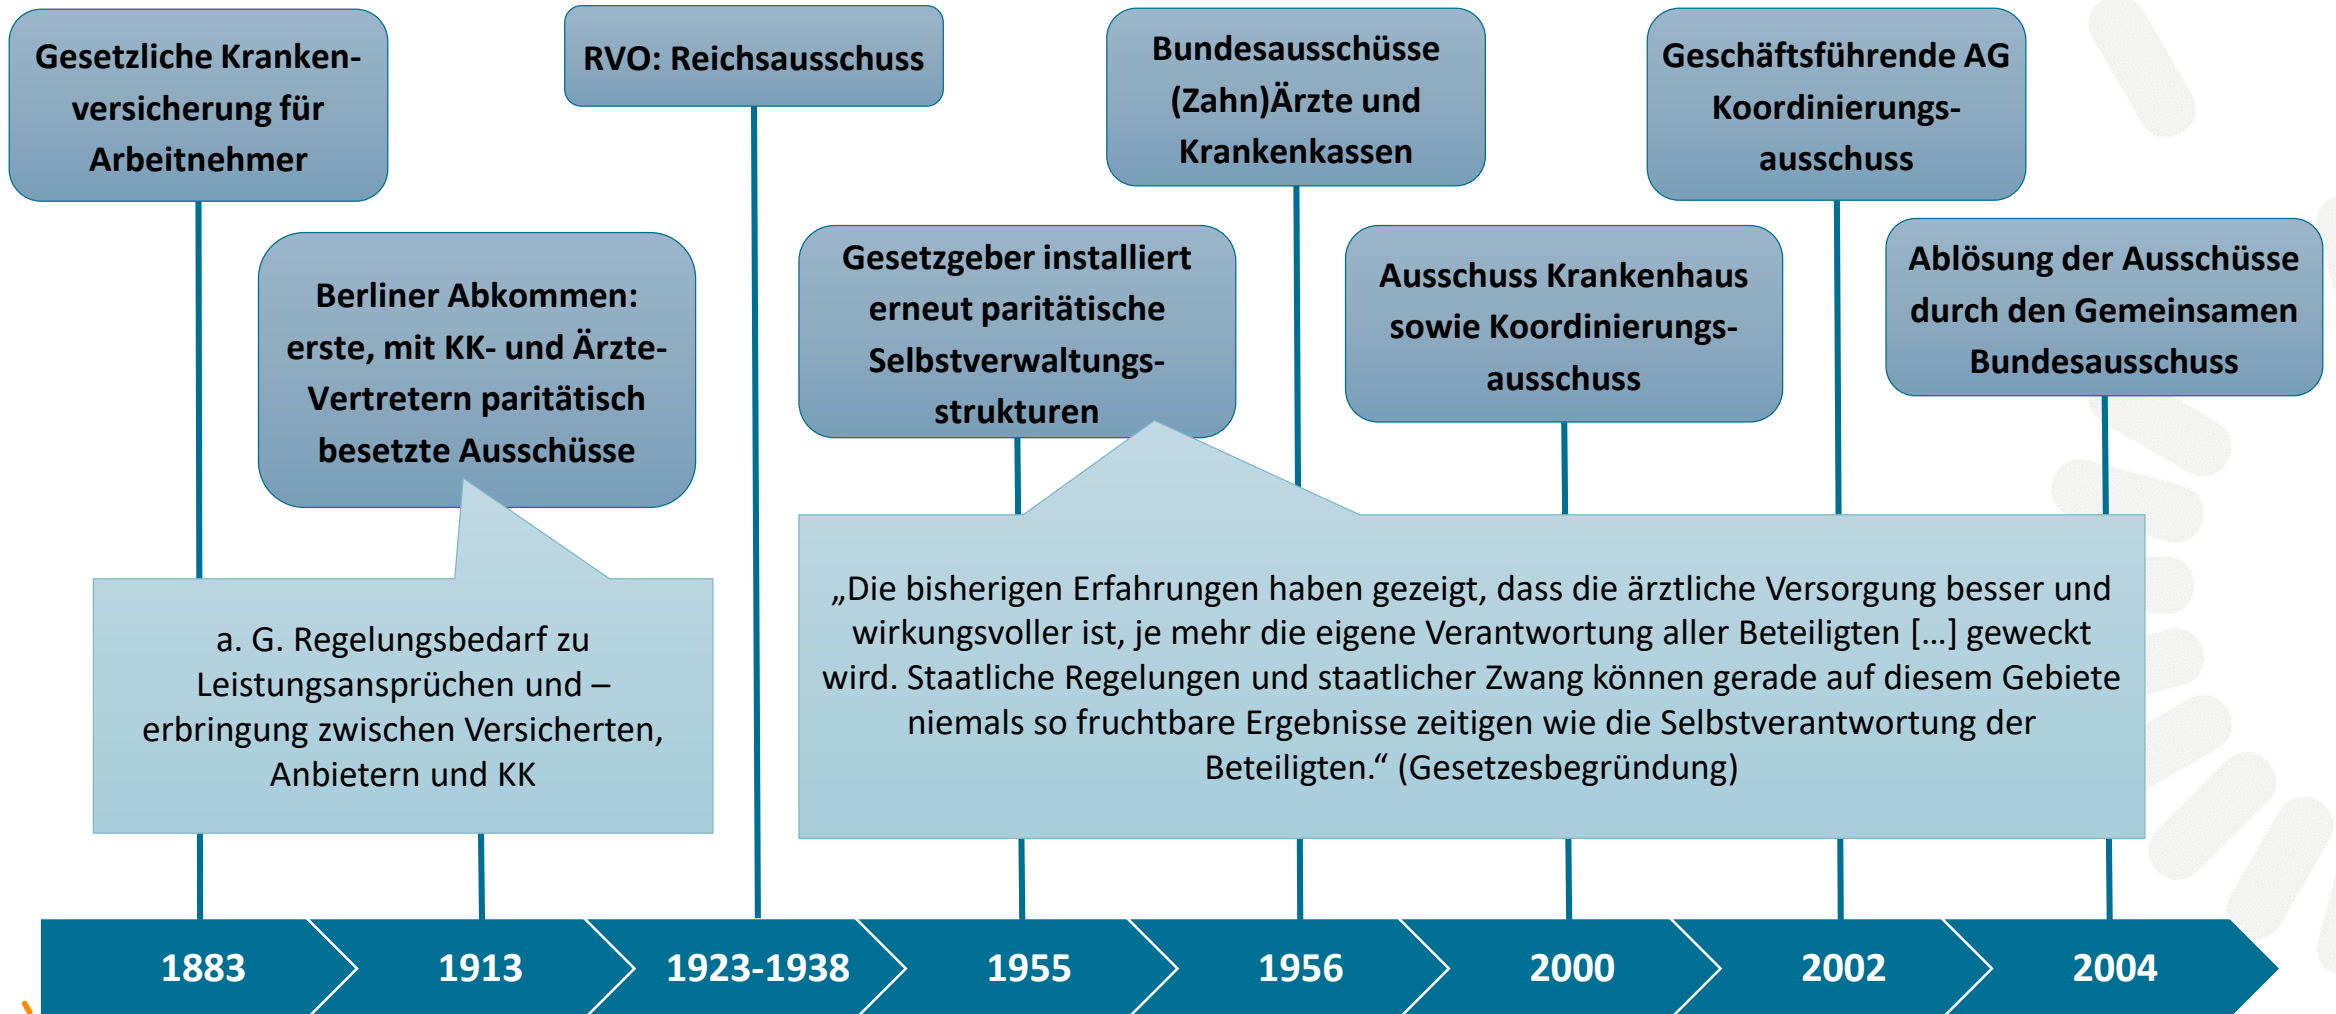 Gesetzliche Kranken-
versicherung für
Arbeitnehmer
Berliner Abkommen:
erste, mit KK- und Ärzte-
Vertretern paritätisch
besetzte Ausschüsse
RVO: Reichsausschuss
Gesetzgeber installiert
erneut paritätische
Selbstverwaltungs-
strukturen
Bundesausschüsse
(Zahn)Ärzte und
Krankenkassen
Ausschuss Krankenhaus
sowie Koordinierungs-
ausschuss
Geschäftsführende AG
Koordinierungs-
ausschuss
Ablösung der Ausschüsse
durch den Gemeinsamen
Bundesausschuss
a. G. Regelungsbedarf zu
Leistungsansprüchen und –
erbringung zwischen Versicherten,
Anbietern und KK
„Die bisherigen Erfahrungen haben gezeigt, dass die ärztliche Versorgung besser und
wirkungsvoller ist, je mehr die eigene Verantwortung aller Beteiligten […] geweckt
wird. Staatliche Regelungen und staatlicher Zwang können gerade auf diesem Gebiete
niemals so fruchtbare Ergebnisse zeitigen wie die Selbstverantwortung der
Beteiligten.“ (Gesetzesbegründung)
1883
1913
1923-1938
1955
1956
2000
2002
2004